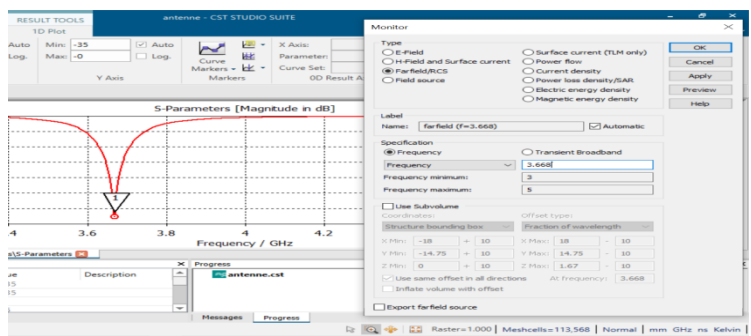 RESULT TOOLS
antenne - CST STUDIO SUITE
1D Plot
Auto Min: -35 Auto
Log. Max: -0 Log.
Y Axis
Curve
Markers
Markers
X Axis:
Parameter:
Curve Set:
0D Result A
S-Parameters [Magnitude in dB]
1
.4 3.6 3.8 4 4.2
Frequency / GHz
s\S-Parameters
ue Description
35
35
Progress
antenne.cst
Messages Progress
Monitor
Type
E-Field
H-Field and Surface current
Farfield/RCS
Field source
Surface current (TLM only)
Power flow
Current density
Power loss density/SAR
Electric energy density
Magnetic energy density
OK
Cancel
Apply
Preview
Help
Label
Name: farfield (f=3.668) Automatic
Specification
Frequency Transient Broadband
Frequency 3.668
Frequency minimum: 3
Frequency maximum: 5
Use Subvolume
Coordinates: Offset type:
Structure bounding box Fraction of wavelength
X Min: -18 + 10 X Max: 18 - 10
Y Min: -14.75 + 10 Y Max: 14.75 - 10
Z Min: 0 + 10 Z Max: 1.67 - 10
Use same offset in all directions At frequency: 3.668
Inflate volume with offset
Export farfield source
Raster=1.000 Meshcells=113,568 Normal mm GHz ns Kelvin